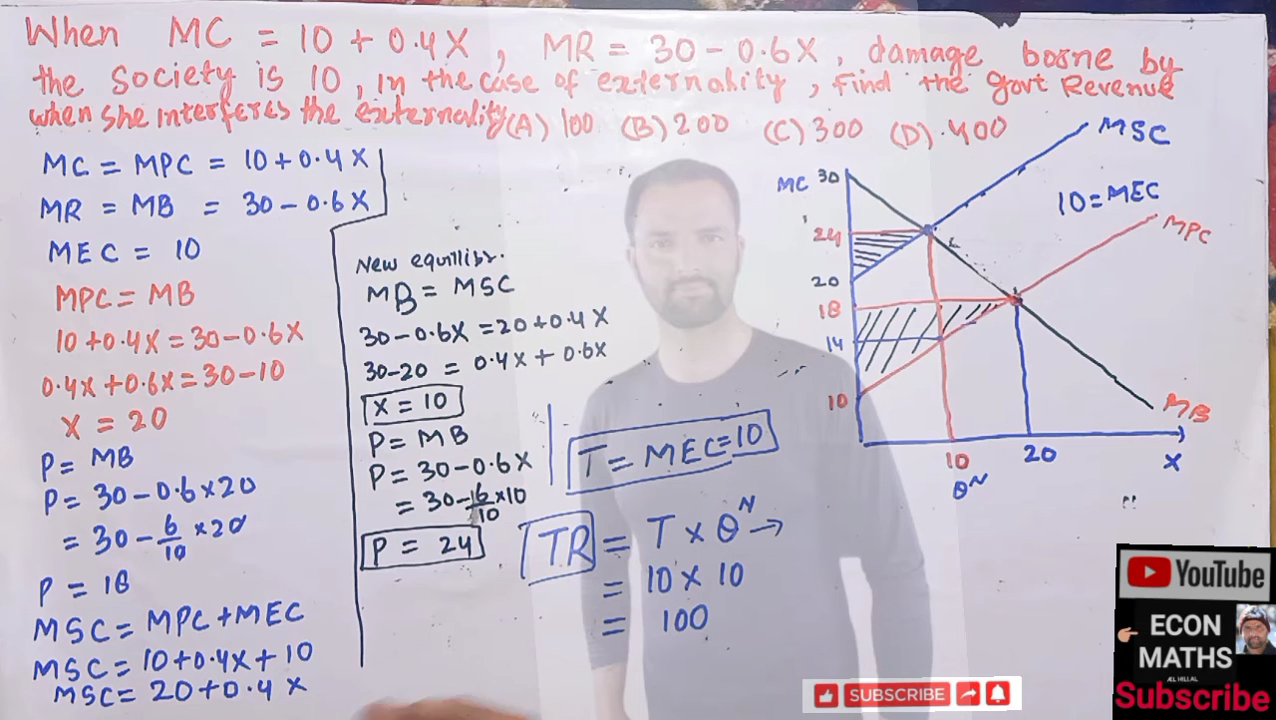 When MC = 10 + 0.4X, MR = 30 - 0.6X, damage borne by
the Society is 10, in the case of externality, Find the Govt Revenue
when she interferes the externality (A) 100 (B) 200 (C) 300 (D) .400
MC = MPC = 10 + 0.4X
MR = MB = 30 - 0.6X
MEC = 10
MPC = MB
10 + 0.4X = 30 - 0.6X
0.4X + 0.6X = 30 - 10
X = 20
P = MB
P = 30 - 0.6 × 20
= 30 - 6/10 × 20
P = 18
MSC = MPC + MEC
MSC = 10 + 0.4X + 10
MSC = 20 + 0.4X
New equilibr.
MB = MSC
30 - 0.6X = 20 + 0.4X
30 - 20 = 0.4X + 0.6X
X = 10
P = MB
P = 30 - 0.6X
= 30 - 6/10 × 10
P = 24
T = MEC = 10
TR = T × Q^N →
= 10 × 10
= 100
MSC
MC 30
10 = MEC
MPC
24
20
18
14
10
MB
10
20
X
Q^N
YouTube
ECON
MATHS
AL HILLAL
Subscribe
SUBSCRIBE